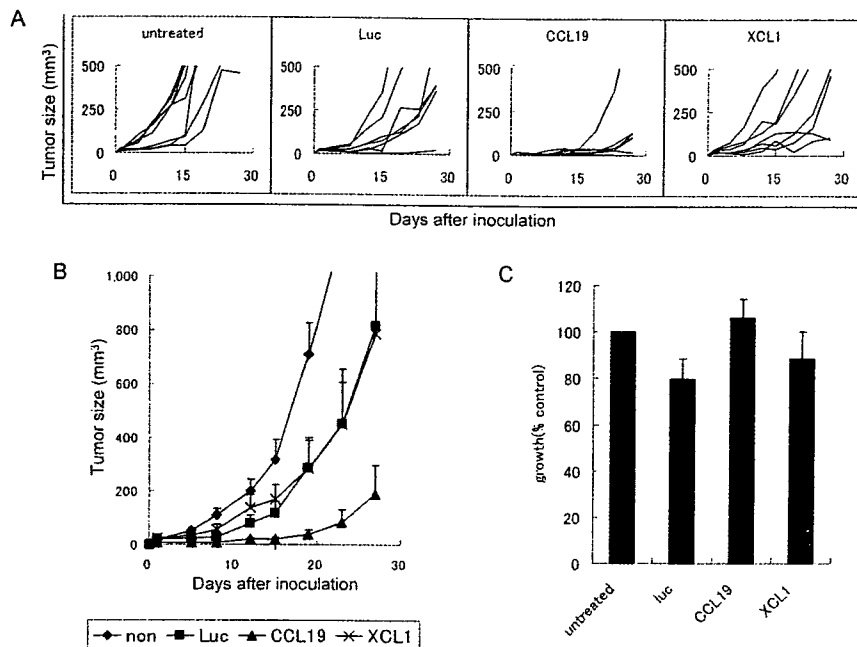 A
untreated
Luc
CCL19
XCL1
Tumor size (mm³)
500
250
0
0 15 30
500
250
0
0 15 30
500
250
0
0 15 30
500
250
0
0 15 30
Days after inoculation
B
Tumor size (mm³)
1,000
800
600
400
200
0
0 10 20 30
Days after inoculation
non Luc CCL19 XCL1
C
growth(% control)
120
100
80
60
40
20
0
untreated
luc
CCL19
XCL1